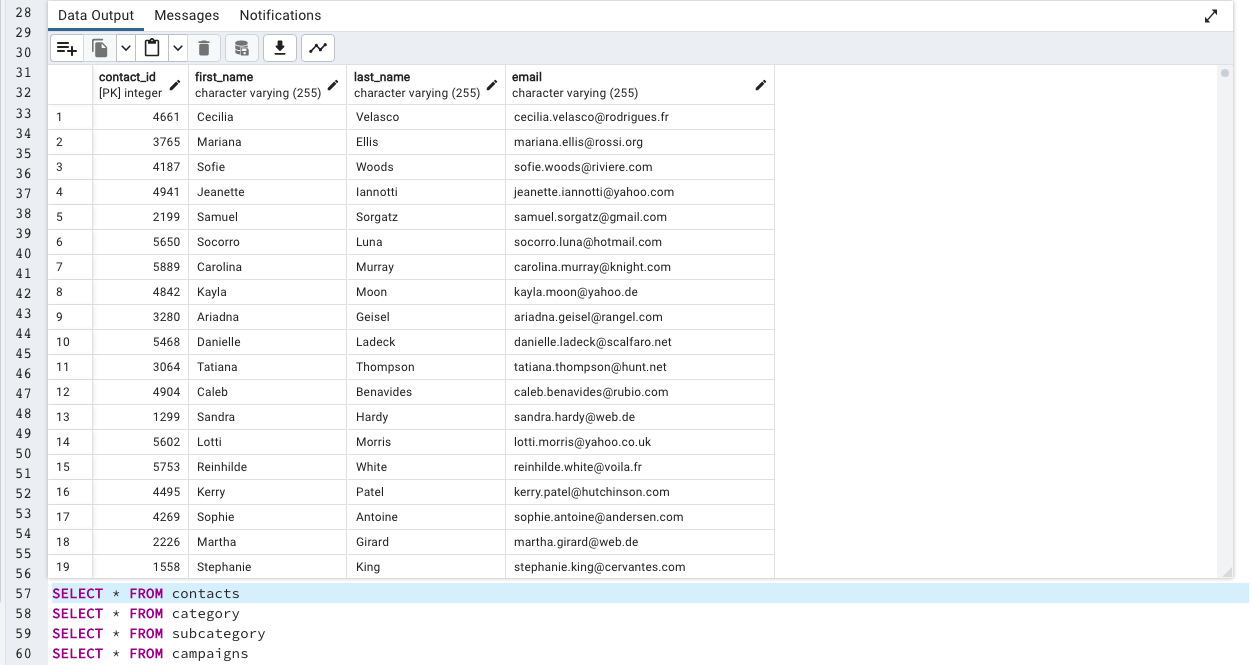 28
29
30
31
32
33
34
35
36
37
38
39
40
41
42
43
44
45
46
47
48
49
50
51
52
53
54
55
56
Data Output Messages Notifications
contact_id first_name last_name email
[PK] integer character varying (255) character varying (255) character varying (255)
1 4661 Cecilia Velasco cecilia.velasco@rodrigues.fr
2 3765 Mariana Ellis mariana.ellis@rossi.org
3 4187 Sofie Woods sofie.woods@riviere.com
4 4941 Jeanette Iannotti jeanette.iannotti@yahoo.com
5 2199 Samuel Sorgatz samuel.sorgatz@gmail.com
6 5650 Socorro Luna socorro.luna@hotmail.com
7 5889 Carolina Murray carolina.murray@knight.com
8 4842 Kayla Moon kayla.moon@yahoo.de
9 3280 Ariadna Geisel ariadna.geisel@rangel.com
10 5468 Danielle Ladeck danielle.ladeck@scalfaro.net
11 3064 Tatiana Thompson tatiana.thompson@hunt.net
12 4904 Caleb Benavides caleb.benavides@rubio.com
13 1299 Sandra Hardy sandra.hardy@web.de
14 5602 Lotti Morris lotti.morris@yahoo.co.uk
15 5753 Reinhilde White reinhilde.white@voila.fr
16 4495 Kerry Patel kerry.patel@hutchinson.com
17 4269 Sophie Antoine sophie.antoine@andersen.com
18 2226 Martha Girard martha.girard@web.de
19 1558 Stephanie King stephanie.king@cervantes.com
57 SELECT * FROM contacts
58 SELECT * FROM category
59 SELECT * FROM subcategory
60 SELECT * FROM campaigns